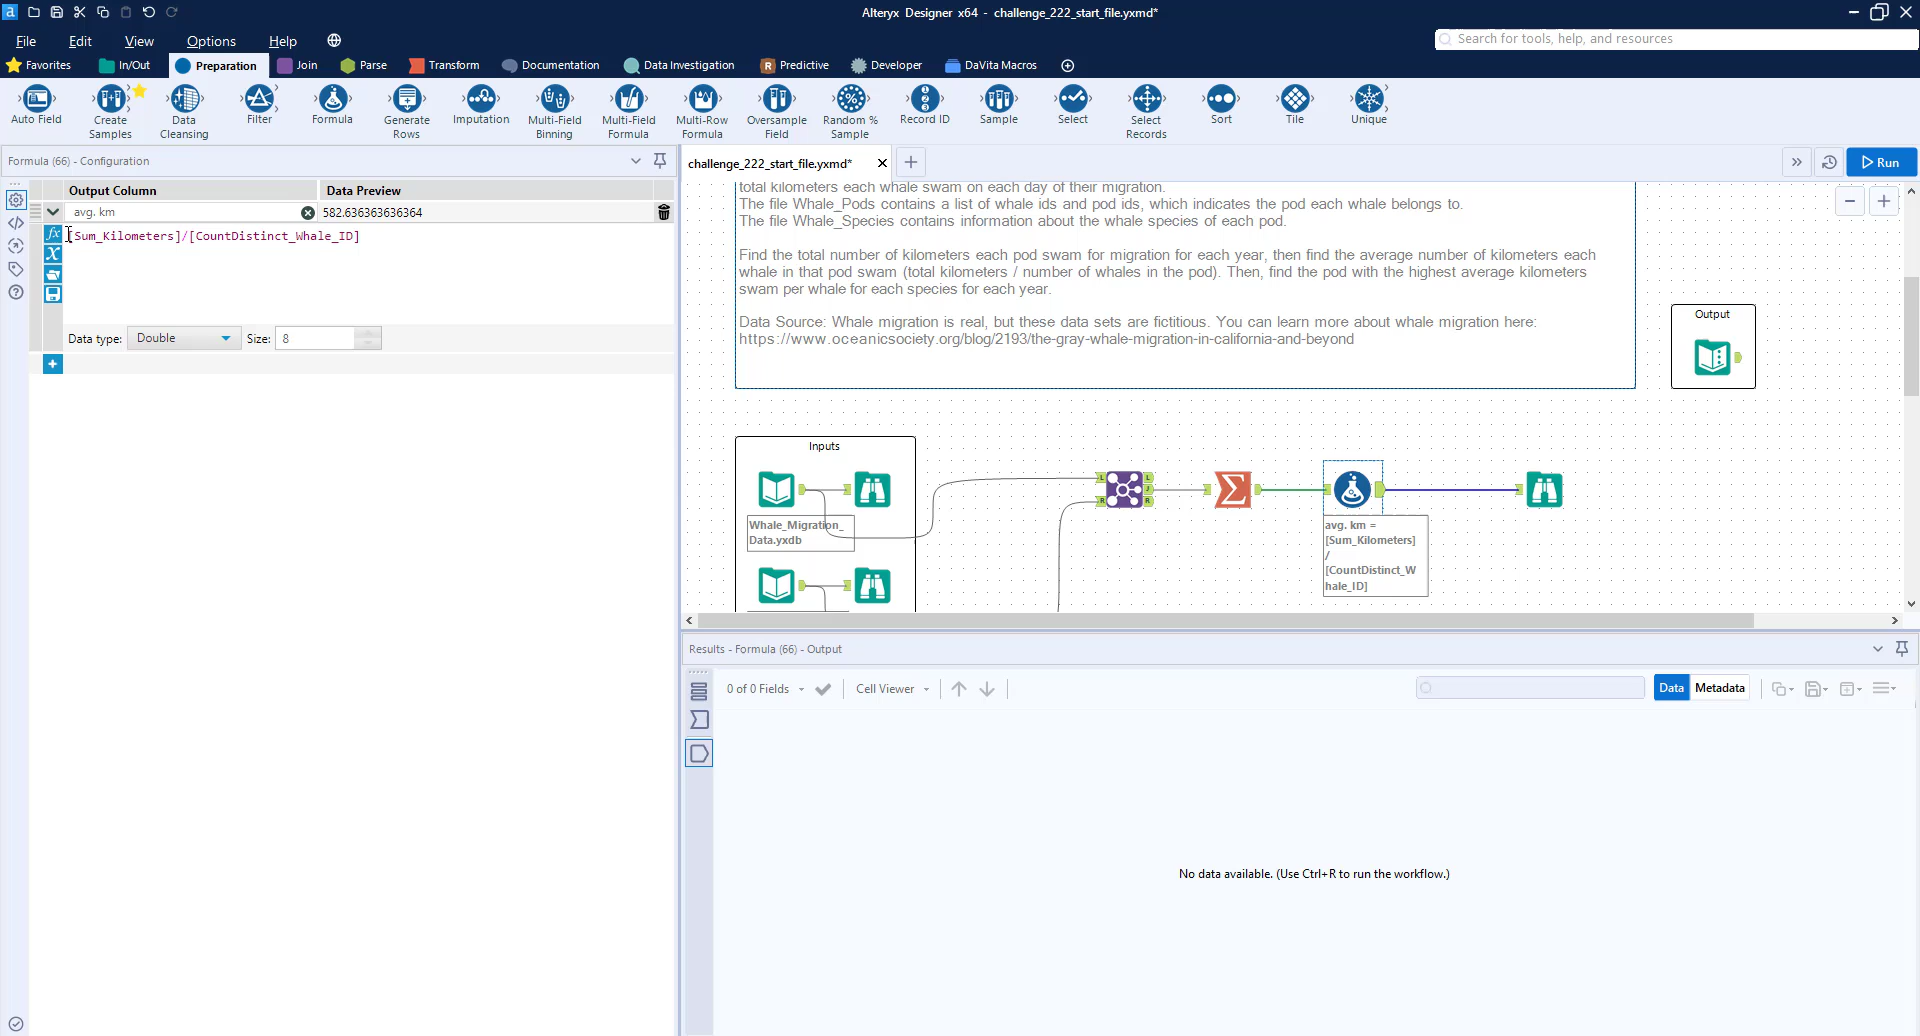 Alteryx Designer x64 - challenge_222_start_file.yxmd*
File Edit View Options Help
Search for tools, help, and resources
Favorites In/Out Preparation Join Parse Transform Documentation Data Investigation Predictive Developer DaVita Macros
Auto Field
Create Samples
Data Cleansing
Filter
Formula
Generate Rows
Imputation
Multi-Field Binning
Multi-Field Formula
Multi-Row Formula
Oversample Field
Random % Sample
Record ID
Sample
Select
Select Records
Sort
Tile
Unique
Formula (66) - Configuration
Output Column Data Preview
avg. km 582.636363636364
[Sum_Kilometers]/[CountDistinct_Whale_ID]
Data type: Double Size: 8
challenge_222_start_file.yxmd*
Run
total kilometers each whale swam on each day of their migration.
The file Whale_Pods contains a list of whale ids and pod ids, which indicates the pod each whale belongs to.
The file Whale_Species contains information about the whale species of each pod.
Find the total number of kilometers each pod swam for migration for each year, then find the average number of kilometers each
whale in that pod swam (total kilometers / number of whales in the pod). Then, find the pod with the highest average kilometers
swam per whale for each species for each year.
Data Source: Whale migration is real, but these data sets are fictitious. You can learn more about whale migration here:
https://www.oceanicsociety.org/blog/2193/the-gray-whale-migration-in-california-and-beyond
Output
Inputs
Whale_Migration_
Data.yxdb
avg. km =
[Sum_Kilometers]
/
[CountDistinct_W
hale_ID]
Results - Formula (66) - Output
0 of 0 Fields Cell Viewer Data Metadata
No data available. (Use Ctrl+R to run the workflow.)